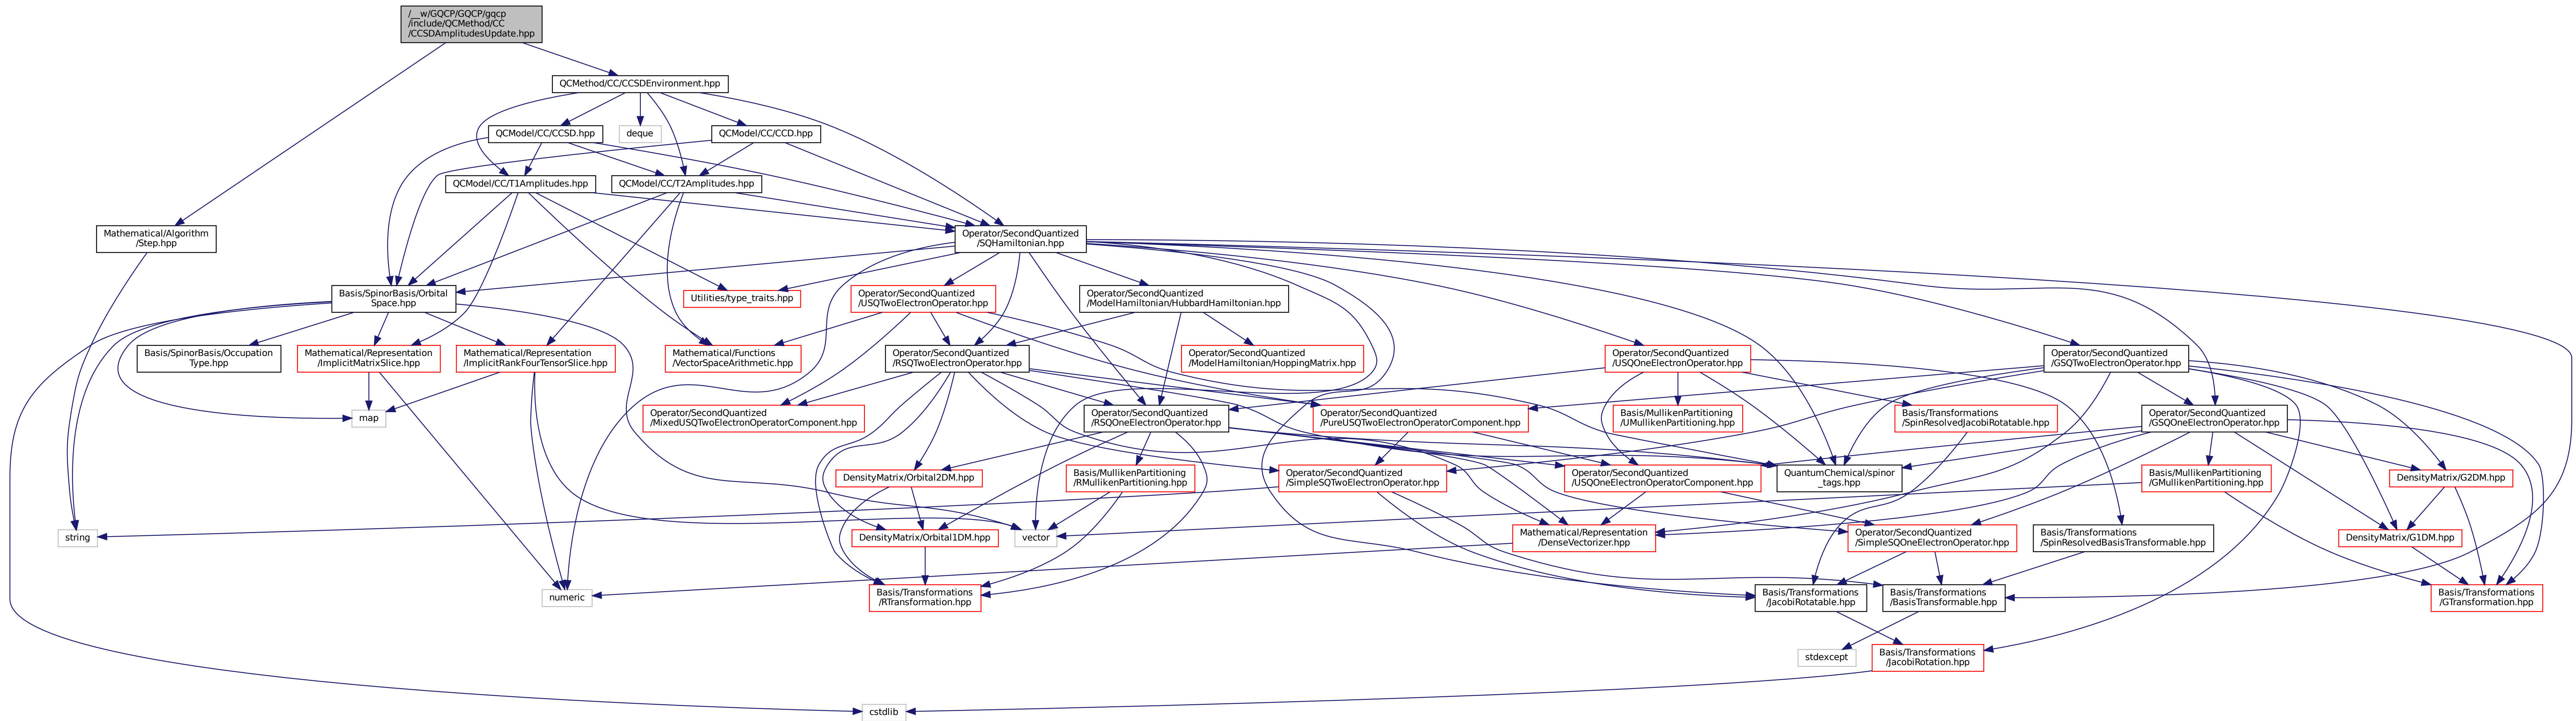 /__w/GQCP/GQCP/gqcp
/include/QCMethod/CC
/CCSDAmplitudesUpdate.hpp
QCMethod/CC/CCSDEnvironment.hpp
QCModel/CC/CCSD.hpp
deque
QCModel/CC/CCD.hpp
QCModel/CC/T1Amplitudes.hpp
QCModel/CC/T2Amplitudes.hpp
Mathematical/Algorithm
/Step.hpp
Operator/SecondQuantized
/SQHamiltonian.hpp
Basis/SpinorBasis/Orbital
Space.hpp
Utilities/type_traits.hpp
Operator/SecondQuantized
/USQTwoElectronOperator.hpp
Operator/SecondQuantized
/ModelHamiltonian/HubbardHamiltonian.hpp
Basis/SpinorBasis/Occupation
Type.hpp
Mathematical/Representation
/ImplicitMatrixSlice.hpp
Mathematical/Representation
/ImplicitRankFourTensorSlice.hpp
Mathematical/Functions
/VectorSpaceArithmetic.hpp
Operator/SecondQuantized
/RSQTwoElectronOperator.hpp
Operator/SecondQuantized
/ModelHamiltonian/HoppingMatrix.hpp
Operator/SecondQuantized
/USQOneElectronOperator.hpp
Operator/SecondQuantized
/GSQTwoElectronOperator.hpp
map
Operator/SecondQuantized
/MixedUSQTwoElectronOperatorComponent.hpp
Operator/SecondQuantized
/RSQOneElectronOperator.hpp
Operator/SecondQuantized
/PureUSQTwoElectronOperatorComponent.hpp
Basis/MullikenPartitioning
/UMullikenPartitioning.hpp
Basis/Transformations
/SpinResolvedJacobiRotatable.hpp
Operator/SecondQuantized
/GSQOneElectronOperator.hpp
DensityMatrix/Orbital2DM.hpp
Basis/MullikenPartitioning
/RMullikenPartitioning.hpp
Operator/SecondQuantized
/SimpleSQTwoElectronOperator.hpp
Operator/SecondQuantized
/USQOneElectronOperatorComponent.hpp
QuantumChemical/spinor
_tags.hpp
Basis/MullikenPartitioning
/GMullikenPartitioning.hpp
DensityMatrix/G2DM.hpp
string
DensityMatrix/Orbital1DM.hpp
vector
Mathematical/Representation
/DenseVectorizer.hpp
Operator/SecondQuantized
/SimpleSQOneElectronOperator.hpp
Basis/Transformations
/SpinResolvedBasisTransformable.hpp
DensityMatrix/G1DM.hpp
numeric
Basis/Transformations
/RTransformation.hpp
Basis/Transformations
/JacobiRotatable.hpp
Basis/Transformations
/BasisTransformable.hpp
Basis/Transformations
/GTransformation.hpp
stdexcept
Basis/Transformations
/JacobiRotation.hpp
cstdlib